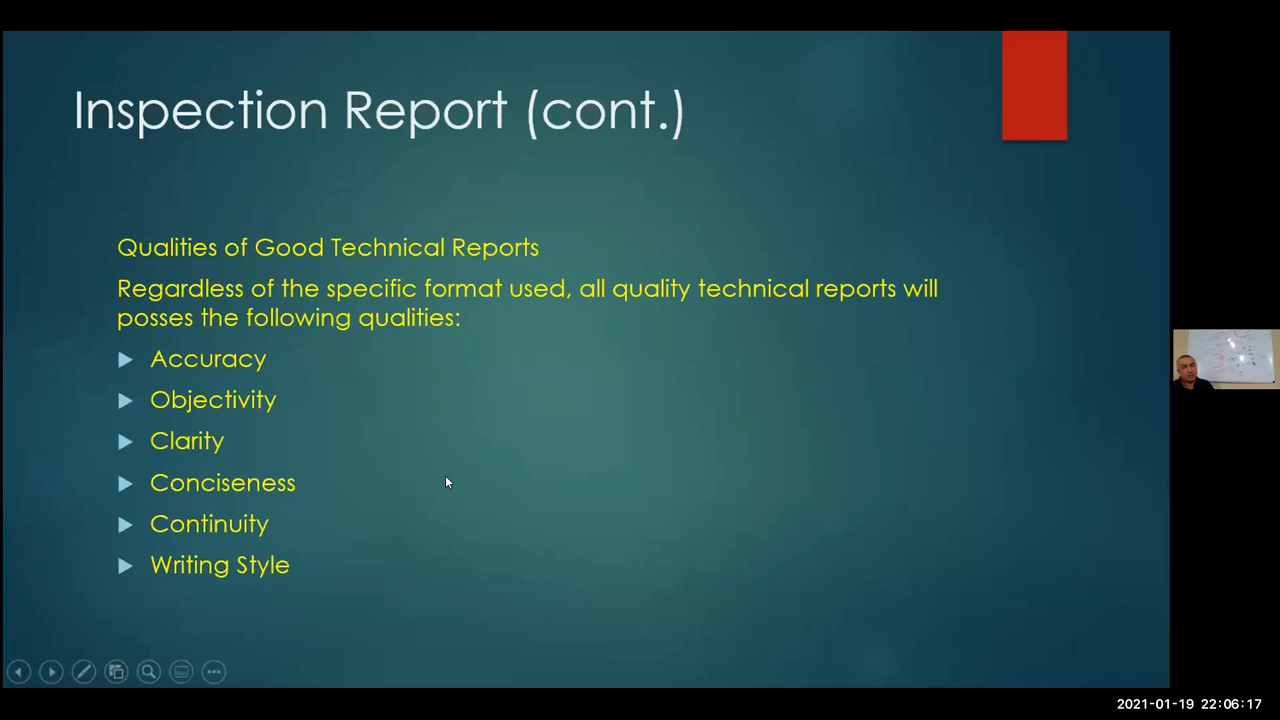 Inspection Report (cont.)
Qualities of Good Technical Reports
Regardless of the specific format used, all quality technical reports will
posses the following qualities:
Accuracy
Objectivity
Clarity
Conciseness
Continuity
Writing Style
2021-01-19 22:06:17